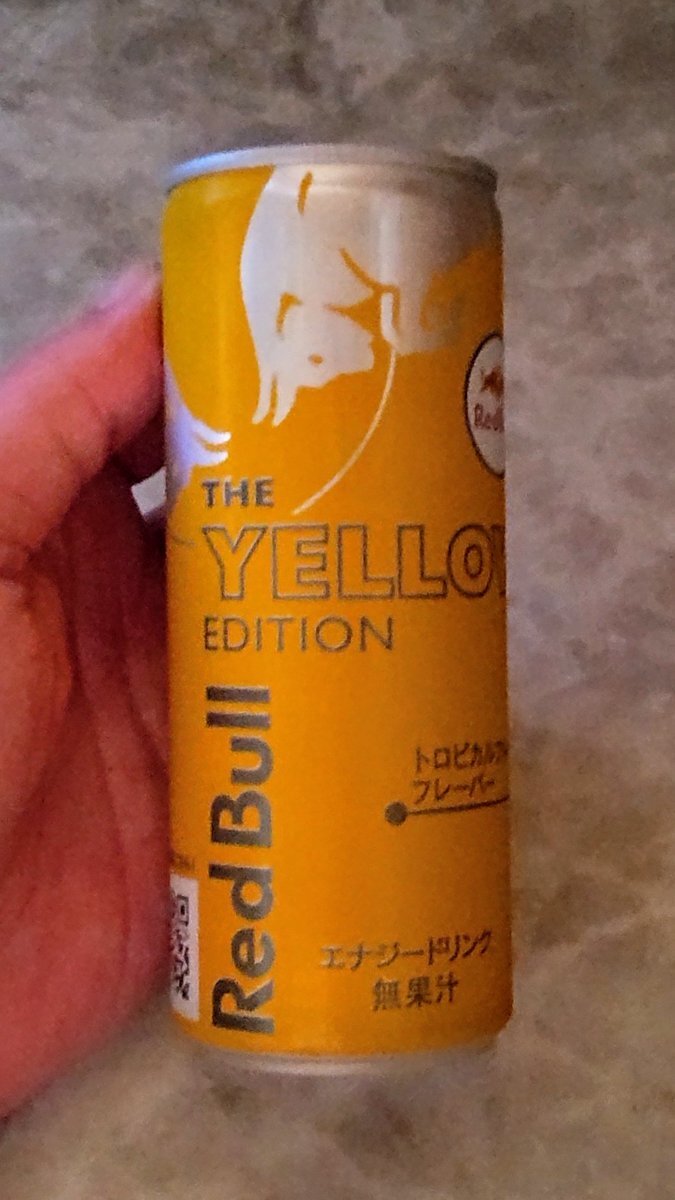 THE
YELLO
EDITION
Red Bull
Red
トロピカル
フレーバー
エナジードリンク
無果汁